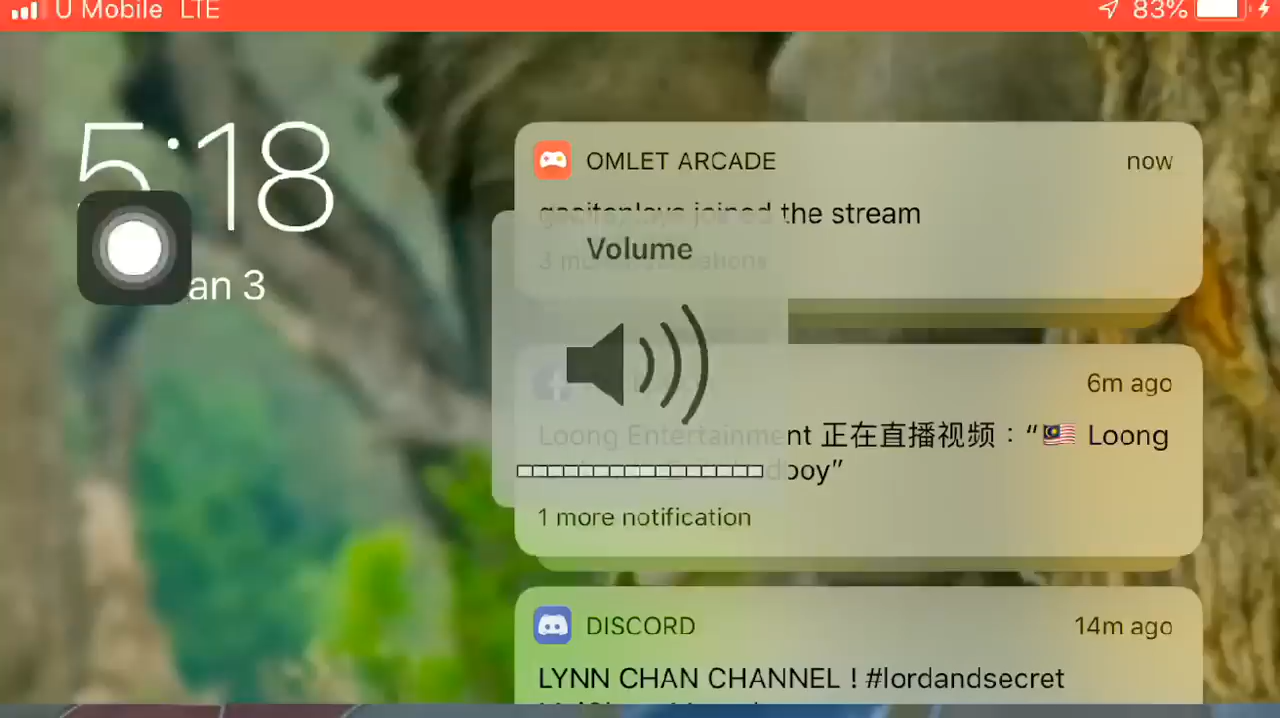 U Mobile LTE
83%
5:18
an 3
OMLET ARCADE
now
joined the stream
Volume
6m ago
Loong Entertainment 正在直播视频：“🇲🇾 Loong
boy”
1 more notification
DISCORD
14m ago
LYNN CHAN CHANNEL ! #lordandsecret